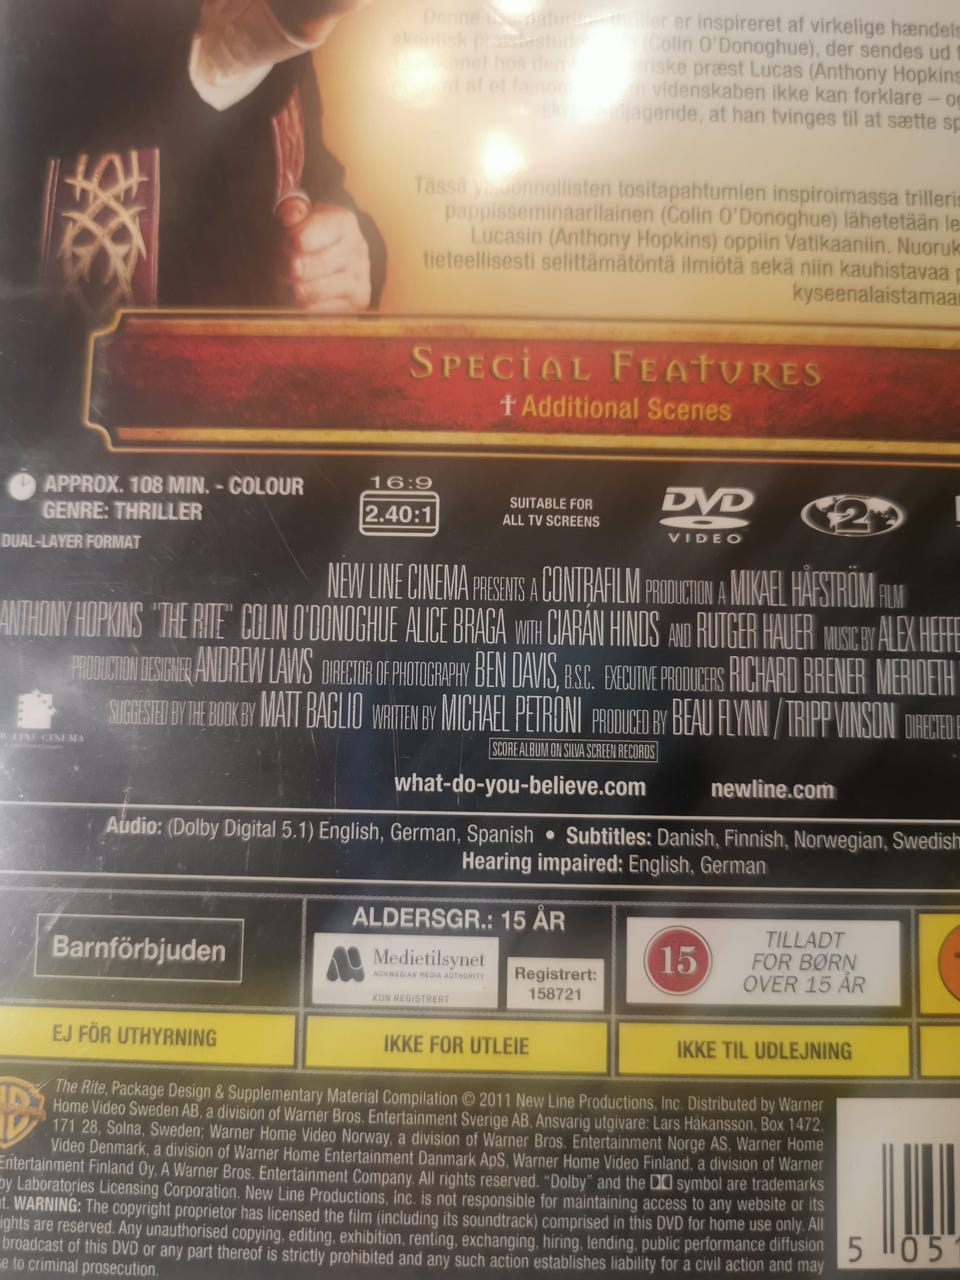 Denne thriller er inspireret af virkelige hændels
skeptisk (Colin O'Donoghue), der sendes ud
hos den præst Lucas (Anthony Hopkins
af et videnskaben ikke kan forklare – og
at han tvinges til at sætte sp
Tässä tositapahtumien inspiroimassa trilleris
pappisseminaarilainen (Colin O'Donoghue) lähetetään le
Lucasin (Anthony Hopkins) oppiin Vatikaaniin. Nuoruk
tieteellisesti selittämätöntä ilmiötä sekä niin kauhistavaa p
kyseenalaistamaa
SPECIAL FEATURES
✝ Additional Scenes
APPROX. 108 MIN. - COLOUR
GENRE: THRILLER
DUAL-LAYER FORMAT
16:9
2.40:1
SUITABLE FOR
ALL TV SCREENS
DVD
VIDEO
2
NEW LINE CINEMA PRESENTS A CONTRAFILM PRODUCTION A MIKAEL HÅFSTRÖM FILM
ANTHONY HOPKINS "THE RITE" COLIN O'DONOGHUE ALICE BRAGA WITH CIARÁN HINDS AND RUTGER HAUER MUSIC BY ALEX HEFFE
PRODUCTION DESIGNER ANDREW LAWS DIRECTOR OF PHOTOGRAPHY BEN DAVIS, B.S.C. EXECUTIVE PRODUCERS RICHARD BRENER MERIDETH
SUGGESTED BY THE BOOK BY MATT BAGLIO WRITTEN BY MICHAEL PETRONI PRODUCED BY BEAU FLYNN / TRIPP VINSON DIRECTED B
W LINE CINEMA
SCORE ALBUM ON SILVA SCREEN RECORDS
what-do-you-believe.com newline.com
Audio: (Dolby Digital 5.1) English, German, Spanish • Subtitles: Danish, Finnish, Norwegian, Swedish
Hearing impaired: English, German
Barnförbjuden
ALDERSGR.: 15 ÅR
Medietilsynet
NORWEGIAN MEDIA AUTHORITY
KUN REGISTRERT
Registrert:
158721
15
TILLADT
FOR BØRN
OVER 15 ÅR
EJ FÖR UTHYRNING
IKKE FOR UTLEIE
IKKE TIL UDLEJNING
WB
The Rite, Package Design & Supplementary Material Compilation © 2011 New Line Productions, Inc. Distributed by Warner
Home Video Sweden AB, a division of Warner Bros. Entertainment Sverige AB, Ansvarig utgivare: Lars Håkansson, Box 1472,
171 28, Solna, Sweden; Warner Home Video Norway, a division of Warner Bros. Entertainment Norge AS, Warner Home
Video Denmark, a division of Warner Home Entertainment Danmark ApS, Warner Home Video Finland, a division of Warner
Entertainment Finland Oy, A Warner Bros. Entertainment Company. All rights reserved. "Dolby" and the symbol are trademarks
by Laboratories Licensing Corporation. New Line Productions, Inc. is not responsible for maintaining access to any website or its
t. WARNING: The copyright proprietor has licensed the film (including its soundtrack) comprised in this DVD for home use only. All
ights are reserved. Any unauthorised copying, editing, exhibition, renting, exchanging, hiring, lending, public performance diffusion
broadcast of this DVD or any part thereof is strictly prohibited and any such action establishes liability for a civil action and may
e to criminal prosecution.
5 051